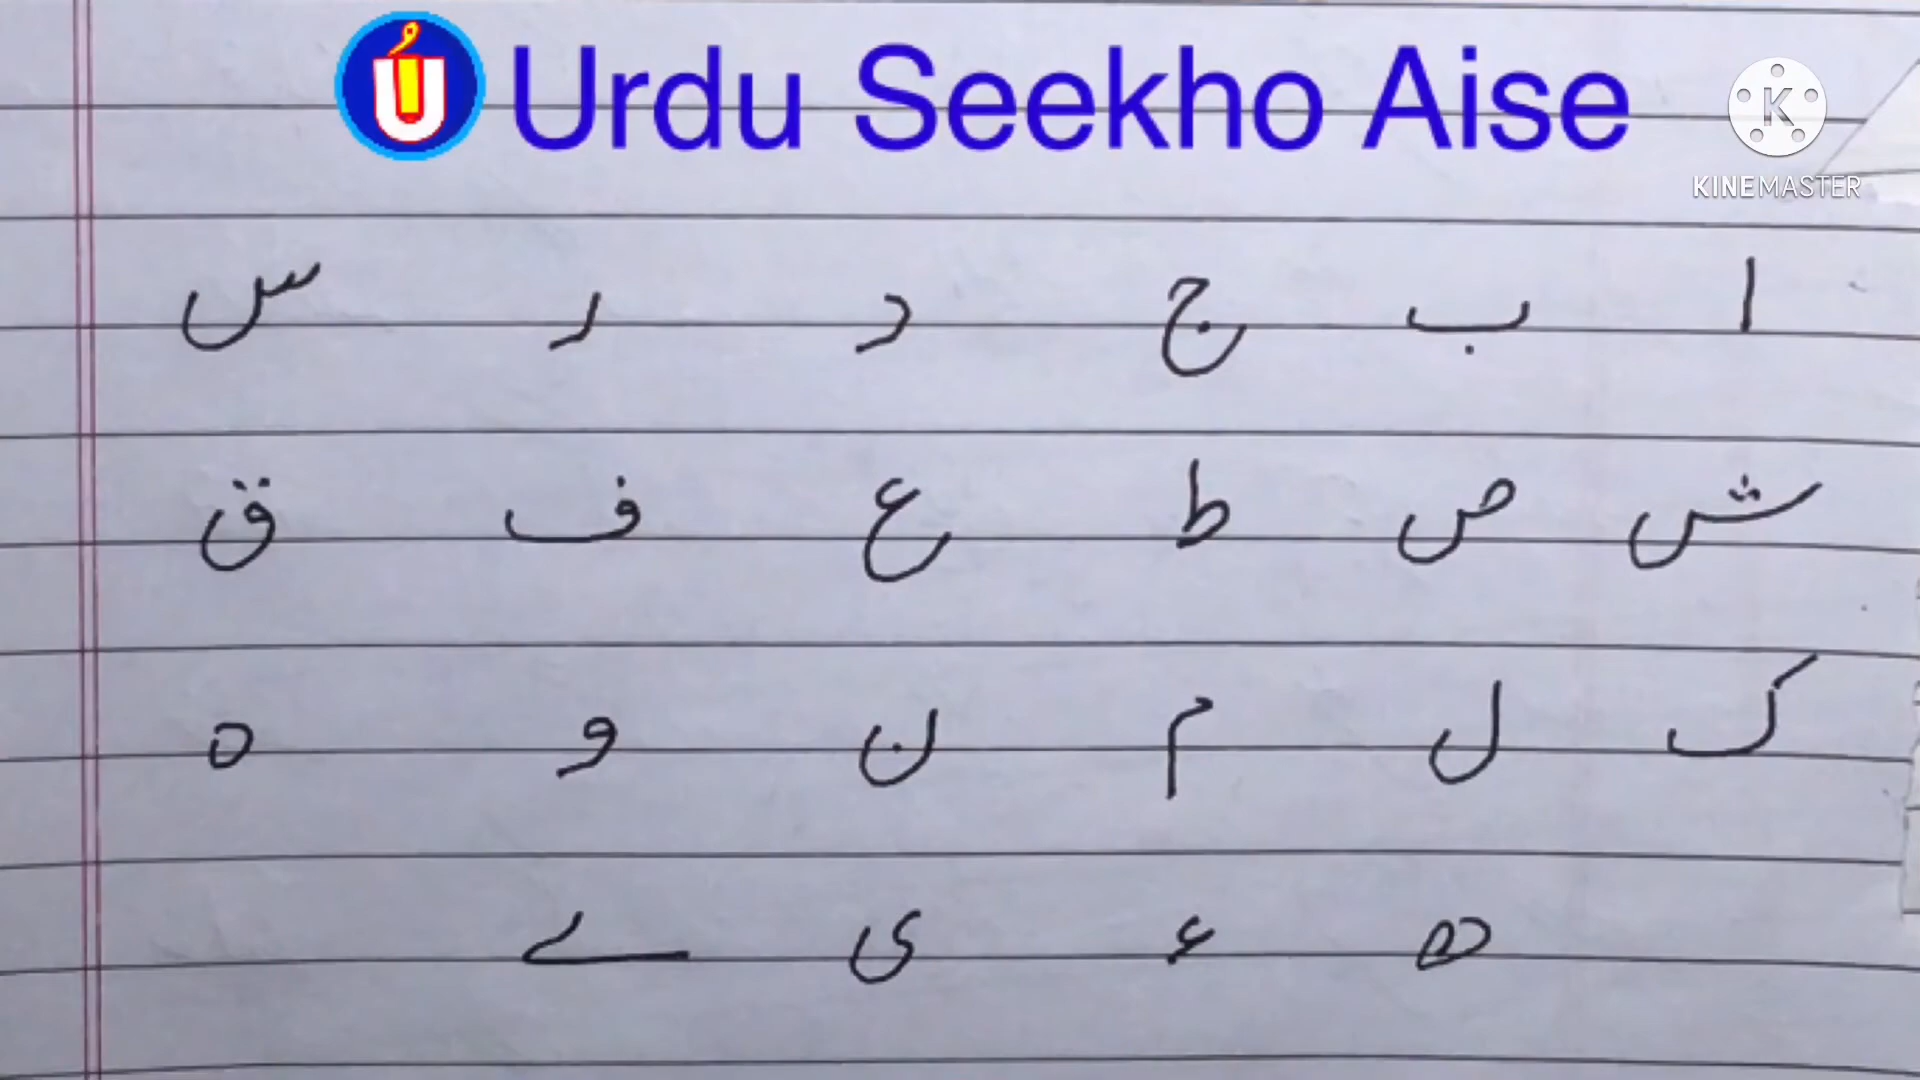 Urdu Seekho Aise
KINEMASTER
ا ب ج د ر س
ش ص ط ع ف ق
ک ل م ن و ہ
ھ ء ی ے